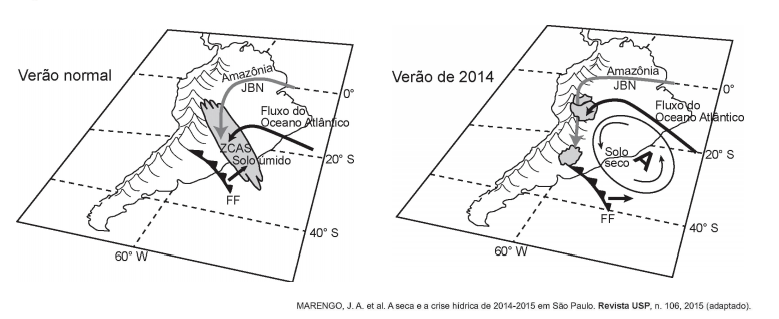 Verão normal
Amazônia
JBN
0°
Fluxo do
Oceano Atlântico
ZCAS
Solo úmido
20° S
FF
40° S
60° W
Verão de 2014
Amazônia
JBN
0°
Fluxo do
Oceano Atlântico
Solo
seco
A
20° S
FF
40° S
60° W
MARENGO, J. A. et al. A seca e a crise hídrica de 2014-2015 em São Paulo. Revista USP, n. 106, 2015 (adaptado).